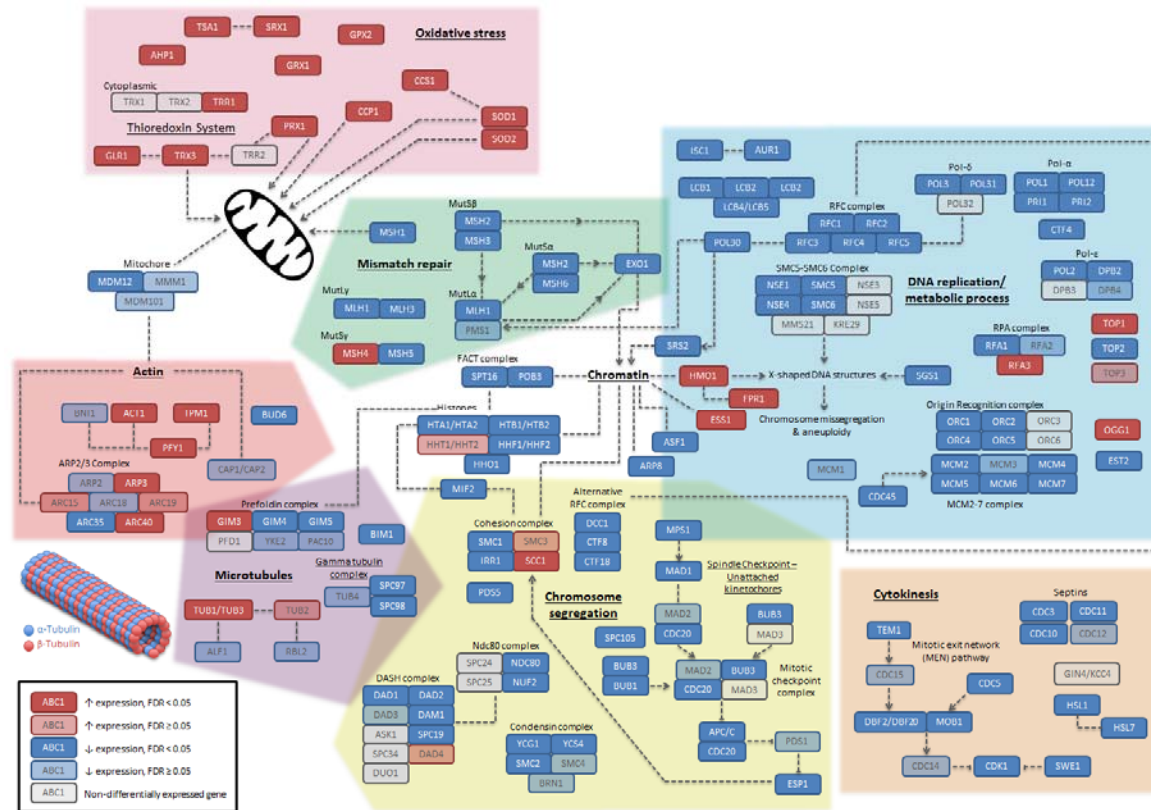 Oxidative stress
TSA1
SRX1
GPX2
AHP1
GRX1
CCS1
Cytoplasmic
TRX1 TRX2 TRR1
CCP1
SOD1
SOD2
Thioredoxin System
PRX1
GLR1
TRX3
TRR2
Mitochore
MDM12 MMM1
MDM101
MSH1
Mismatch repair
MutSβ
MSH2
MSH3
MutSα
MSH2
MSH6
EXO1
MutLγ
MLH1 MLH3
MutLα
MLH1
PMS1
MutSγ
MSH4 MSH5
ISC1
AUR1
LCB1 LCB2 LCB2
LCB4/LCB5
RFC complex
RFC1 RFC2
RFC3 RFC4 RFC5
POL30
Pol-δ
POL3 POL31
POL32
Pol-α
POL1 POL12
PRI1 PRI2
CTF4
Pol-ε
POL2 DPB2
DPB3 DPB4
SMC5-SMC6 Complex
NSE1 SMC5 NSE3
NSE4 SMC6 NSE5
MMS21 KRE29
DNA replication/
metabolic process
RPA complex
RFA1 RFA2
RFA3
TOP1
TOP2
TOP3
SRS2
FACT complex
SPT16 POB3
Chromatin
HMO1
X-shaped DNA structures
SGS1
FPR1
ESS1
Chromosome missegregation
& aneuploidy
Histones
HTA1/HTA2 HTB1/HTB2
HHT1/HHT2 HHF1/HHF2
HHO1
ASF1
ARP8
MIF2
Origin Recognition complex
ORC1 ORC2 ORC3
ORC4 ORC5 ORC6
OGG1
EST2
MCM1
CDC45
MCM2 MCM3 MCM4
MCM5 MCM6 MCM7
MCM2-7 complex
Actin
BNI1
ACT1
TPM1
BUD6
PFY1
CAP1/CAP2
ARP2/3 Complex
ARP2 ARP3
ARC15 ARC18 ARC19
ARC35 ARC40
Prefoldin complex
GIM3 GIM4 GIM5
PFD1 YKE2 PAC10
BIM1
Microtubules
Gamma tubulin
complex
TUB4
SPC97
SPC98
TUB1/TUB3
TUB2
ALF1
RBL2
α-Tubulin
β-Tubulin
Cohesion complex
SMC1 SMC3
IRR1 SCC1
PDS5
Alternative
RFC complex
DCC1
CTF8
CTF18
Chromosome
segregation
MPS1
MAD1
Spindle Checkpoint –
Unattached
kinetochores
MAD2
CDC20
BUB3
MAD3
SPC105
BUB3
BUB1
MAD2 BUB3
CDC20 MAD3
Mitotic
checkpoint
complex
APC/C
CDC20
PDS1
ESP1
Ndc80 complex
SPC24 NDC80
SPC25 NUF2
DASH complex
DAD1 DAD2
DAD3 DAM1
ASK1 SPC19
SPC34 DAD4
DUO1
Condensin complex
YCG1 YCS4
SMC2 SMC4
BRN1
Cytokinesis
TEM1
Mitotic exit network
(MEN) pathway
CDC15
CDC5
DBF2/DBF20 MOB1
CDC14
CDK1
SWE1
Septins
CDC3 CDC11
CDC10 CDC12
GIN4/KCC4
HSL1
HSL7
ABC1 ↑ expression, FDR < 0.05
ABC1 ↑ expression, FDR ≥ 0.05
ABC1 ↓ expression, FDR < 0.05
ABC1 ↓ expression, FDR ≥ 0.05
ABC1 Non-differentially expressed gene